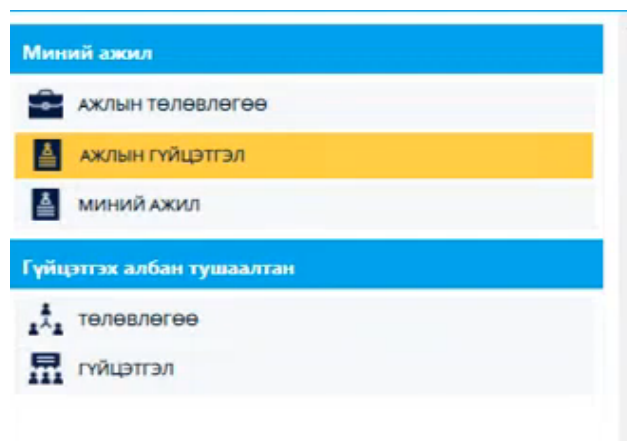 Миний ажил
АЖЛЫН ТӨЛӨВЛӨГӨӨ
АЖЛЫН ГҮЙЦЭТГЭЛ
МИНИЙ АЖИЛ
Гүйцэтгэх албан тушаалтан
ТӨЛӨВЛӨГӨӨ
ГҮЙЦЭТГЭЛ